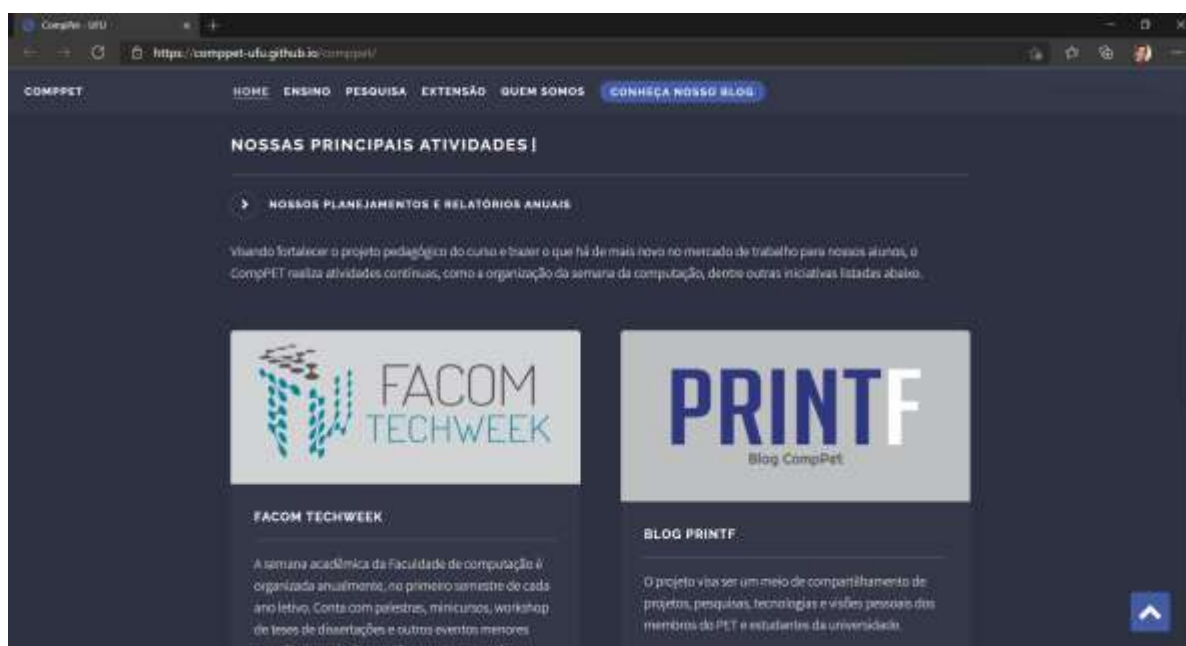 CompPet - UFU
https://comppet-ufu.github.io/comppet/
COMPPET
HOME ENSINO PESQUISA EXTENSÃO QUEM SOMOS CONHEÇA NOSSO BLOG
NOSSAS PRINCIPAIS ATIVIDADES|
NOSSOS PLANEJAMENTOS E RELATÓRIOS ANUAIS
Visando fortalecer o projeto pedagógico do curso e trazer o que há de mais novo no mercado de trabalho para nossos alunos, o
CompPET realiza atividades contínuas, como a organização da semana da computação, dentre outras iniciativas listadas abaixo.
FACOM
TECHWEEK
FACOM TECHWEEK
A semana acadêmica da Faculdade de computação é
organizada anualmente, no primeiro semestre de cada
ano letivo. Conta com palestras, minicursos, workshop
de teses de dissertações e outros eventos menores
PRINTF
Blog CompPet
BLOG PRINTF
O projeto visa ser um meio de compartilhamento de
projetos, pesquisas, tecnologias e visões pessoais dos
membros do PET e estudantes da universidade.